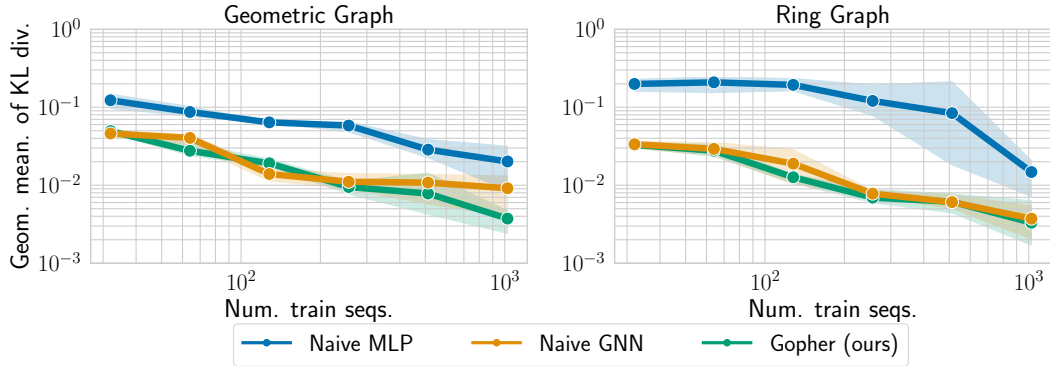 Geometric Graph
Ring Graph
Geom. mean. of KL div.
10^0
10^-1
10^-2
10^-3
10^2
10^3
Num. train seqs.
10^0
10^-1
10^-2
10^-3
10^2
10^3
Num. train seqs.
Naive MLP
Naive GNN
Gopher (ours)